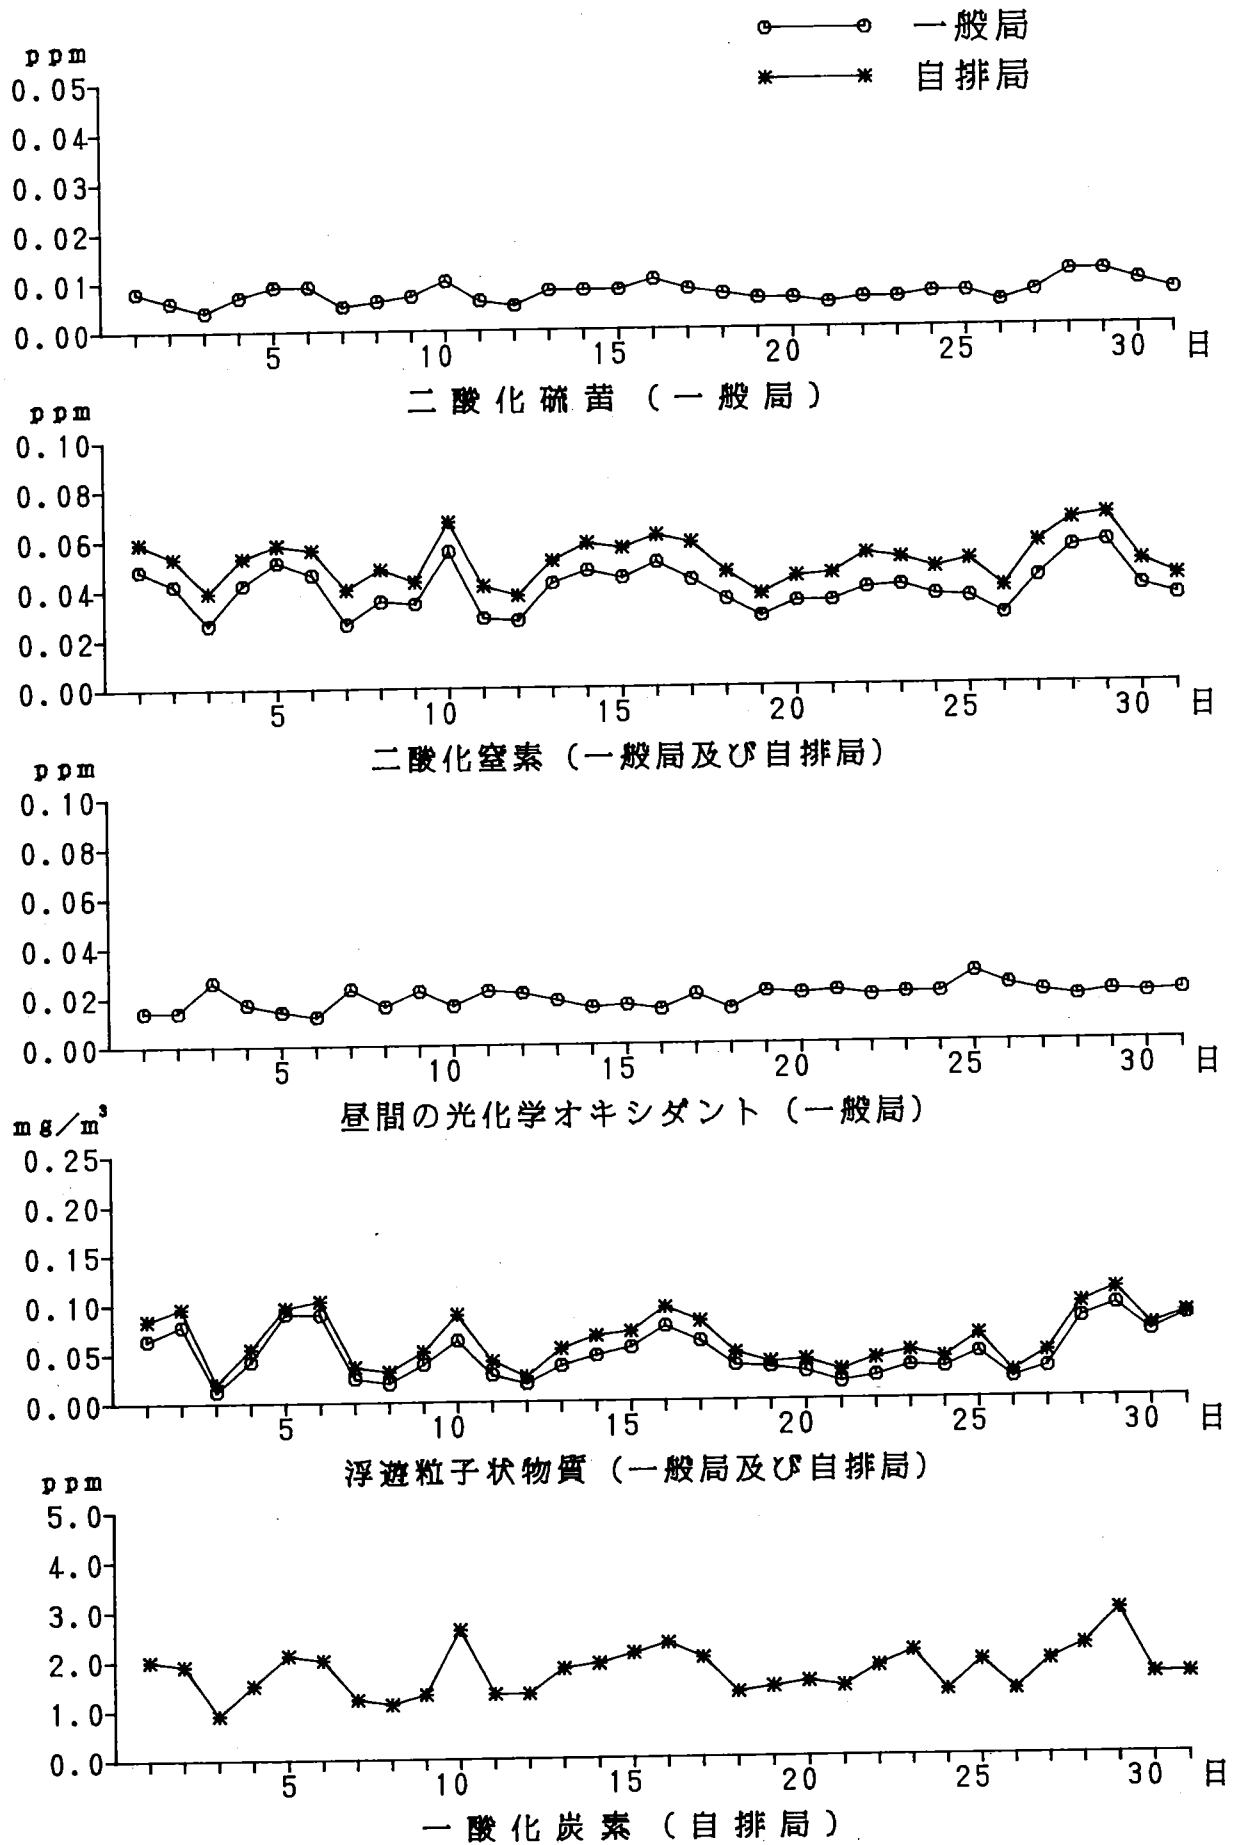 一般局
自排局
ppm
0.05
0.04
0.03
0.02
0.01
0.00
5 10 15 20 25 30 日
二酸化硫黄（一般局）
ppm
0.10
0.08
0.06
0.04
0.02
0.00
5 10 15 20 25 30 日
二酸化窒素（一般局及び自排局）
ppm
0.10
0.08
0.06
0.04
0.02
0.00
5 10 15 20 25 30 日
昼間の光化学オキシダント（一般局）
mg/m³
0.25
0.20
0.15
0.10
0.05
0.00
5 10 15 20 25 30 日
浮遊粒子状物質（一般局及び自排局）
ppm
5.0
4.0
3.0
2.0
1.0
0.0
5 10 15 20 25 30 日
一酸化炭素（自排局）